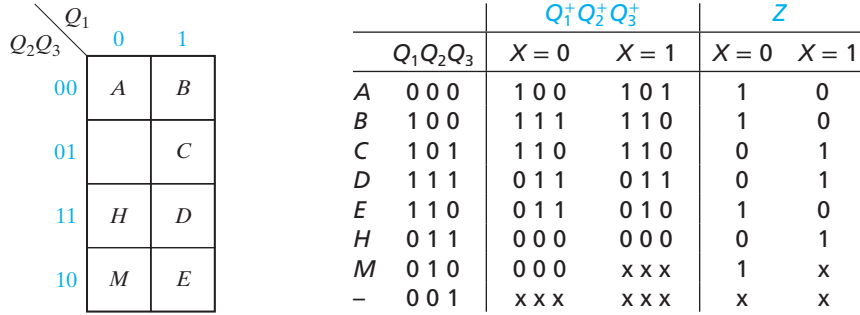 Q₁
Q₂Q₃ 0 1
00 A B
01 C
11 H D
10 M E
Q₁⁺Q₂⁺Q₃⁺ Z
Q₁Q₂Q₃ X = 0 X = 1 X = 0 X = 1
A 0 0 0 1 0 0 1 0 1 1 0
B 1 0 0 1 1 1 1 1 0 1 0
C 1 0 1 1 1 0 1 1 0 0 1
D 1 1 1 0 1 1 0 1 1 0 1
E 1 1 0 0 1 1 0 1 0 1 0
H 0 1 1 0 0 0 0 0 0 0 1
M 0 1 0 0 0 0 x x x 1 x
– 0 0 1 x x x x x x x x